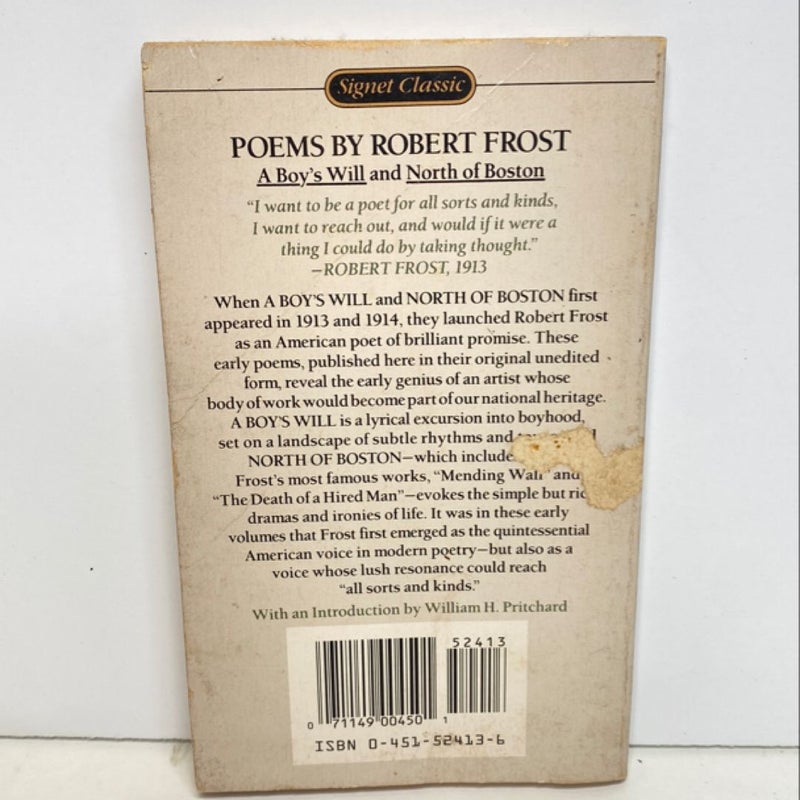 Signet Classic
POEMS BY ROBERT FROST
A Boy's Will and North of Boston
“I want to be a poet for all sorts and kinds,
I want to reach out, and would if it were a
thing I could do by taking thought.”
—ROBERT FROST, 1913
When A BOY'S WILL and NORTH OF BOSTON first
appeared in 1913 and 1914, they launched Robert Frost
as an American poet of brilliant promise. These
early poems, published here in their original unedited
form, reveal the early genius of an artist whose
body of work would become part of our national heritage.
A BOY'S WILL is a lyrical excursion into boyhood,
set on a landscape of subtle rhythms and
NORTH OF BOSTON—which
Frost's most famous works, “Mending Wall” and
“The Death of a Hired Man”—evokes the simple but
dramas and ironies of life. It was in these early
volumes that Frost first emerged as the quintessential
American voice in modern poetry—but also as a
voice whose lush resonance could reach
“all sorts and kinds.”
With an Introduction by William H. Pritchard
52413
0 71149 00450 1
ISBN 0-451-52413-6